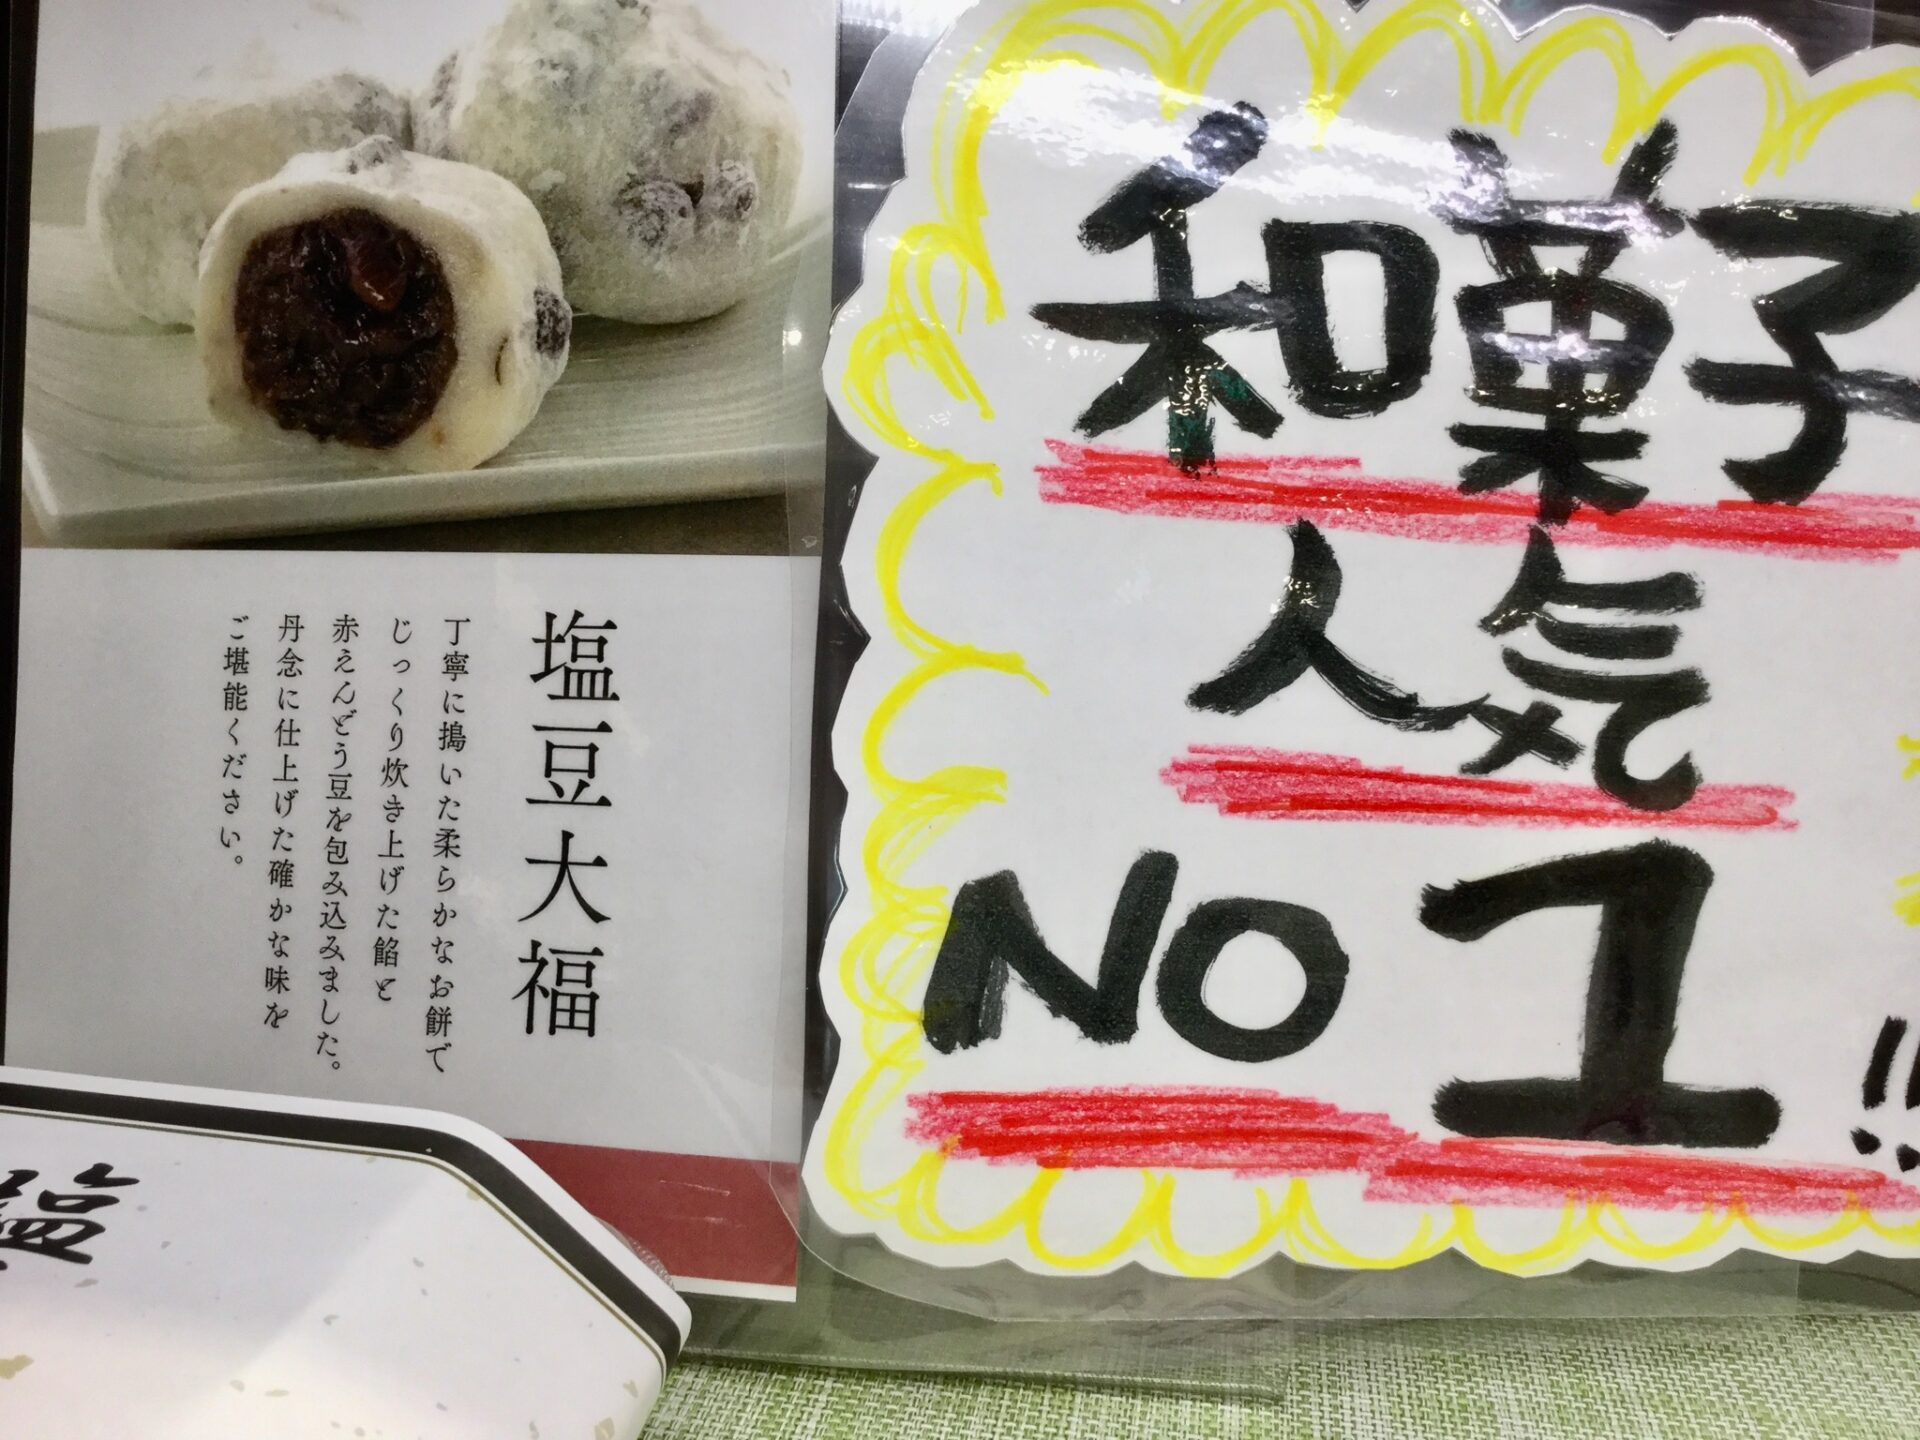 塩豆大福
丁寧に搗いた柔らかなお餅で
じっくり炊き上げた餡と
赤えんどう豆を包み込みました。
丹念に仕上げた確かな味を
ご堪能ください。
和菓子
人気
NO1!!
塩